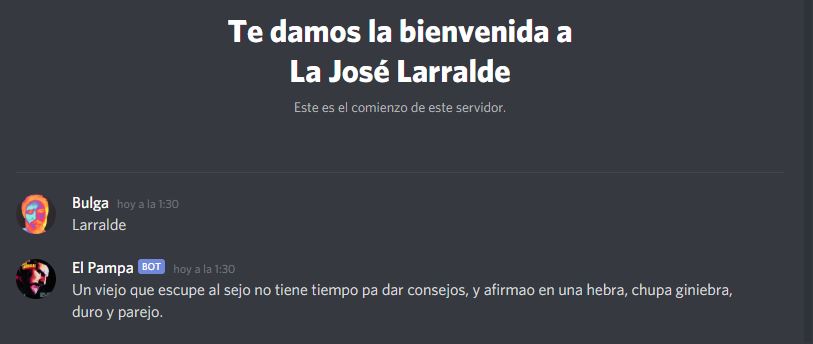 Te damos la bienvenida a
La José Larralde
Este es el comienzo de este servidor.
Bulga hoy a la 1:30
Larralde
El Pampa BOT hoy a la 1:30
Un viejo que escupe al sejo no tiene tiempo pa dar consejos, y afirmao en una hebra, chupa giniebra,
duro y parejo.